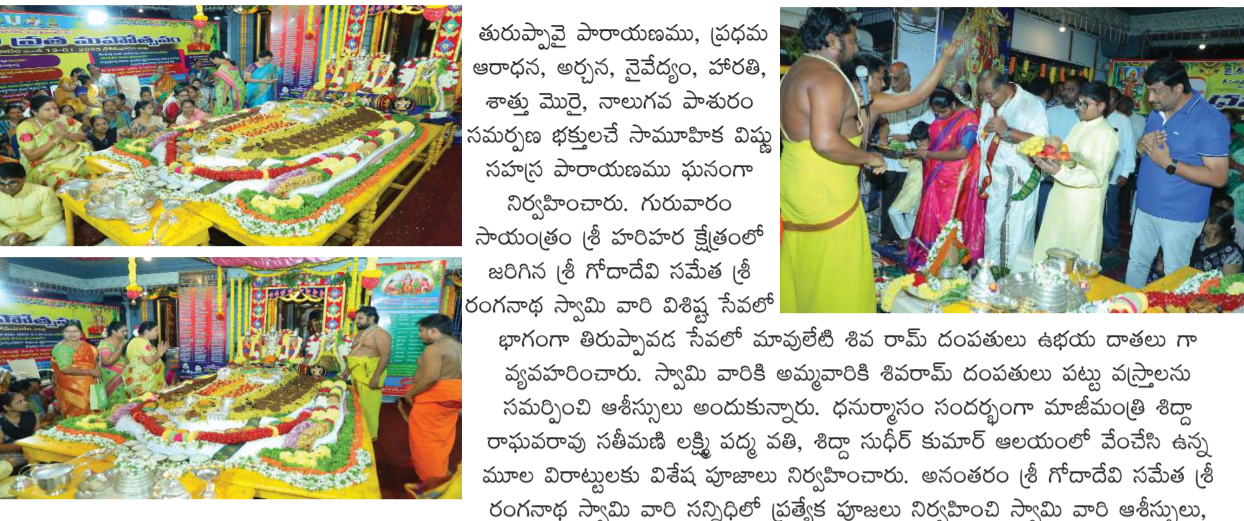 తురుప్పావై పారాయణము, ప్రధమ
ఆరాధన, అర్చన, నైవేద్యం, హారతి,
శాత్తు మొరై, నాలుగవ పాశురం
సమర్పణ భక్తులచే సామూహిక విష్ణు
సహస్ర పారాయణము ఘనంగా
నిర్వహించారు. గురువారం
సాయంత్రం శ్రీ హరిహర క్షేత్రంలో
జరిగిన శ్రీ గోదాదేవి సమేత శ్రీ
రంగనాథ స్వామి వారి విశిష్ట సేవలో
భాగంగా తిరుప్పావడ సేవలో మావులేటి శివ రామ్ దంపతులు ఉభయ దాతలు గా
వ్యవహరించారు. స్వామి వారికి అమ్మవారికి శివరామ్ దంపతులు పట్టు వస్త్రాలను
సమర్పించి ఆశీస్సులు అందుకున్నారు. ధనుర్మాసం సందర్భంగా మాజీమంత్రి శిద్దా
రాఘవరావు సతీమణి లక్ష్మి పద్మ వతి, శిద్దా సుధీర్ కుమార్ ఆలయంలో వేంచేసి ఉన్న
మూల విరాట్టులకు విశేష పూజాలు నిర్వహించారు. అనంతరం శ్రీ గోదాదేవి సమేత శ్రీ
రంగనాథ స్వామి వారి సన్నిధిలో ప్రత్యేక పూజలు నిర్వహించి స్వామి వారి ఆశీస్సులు,